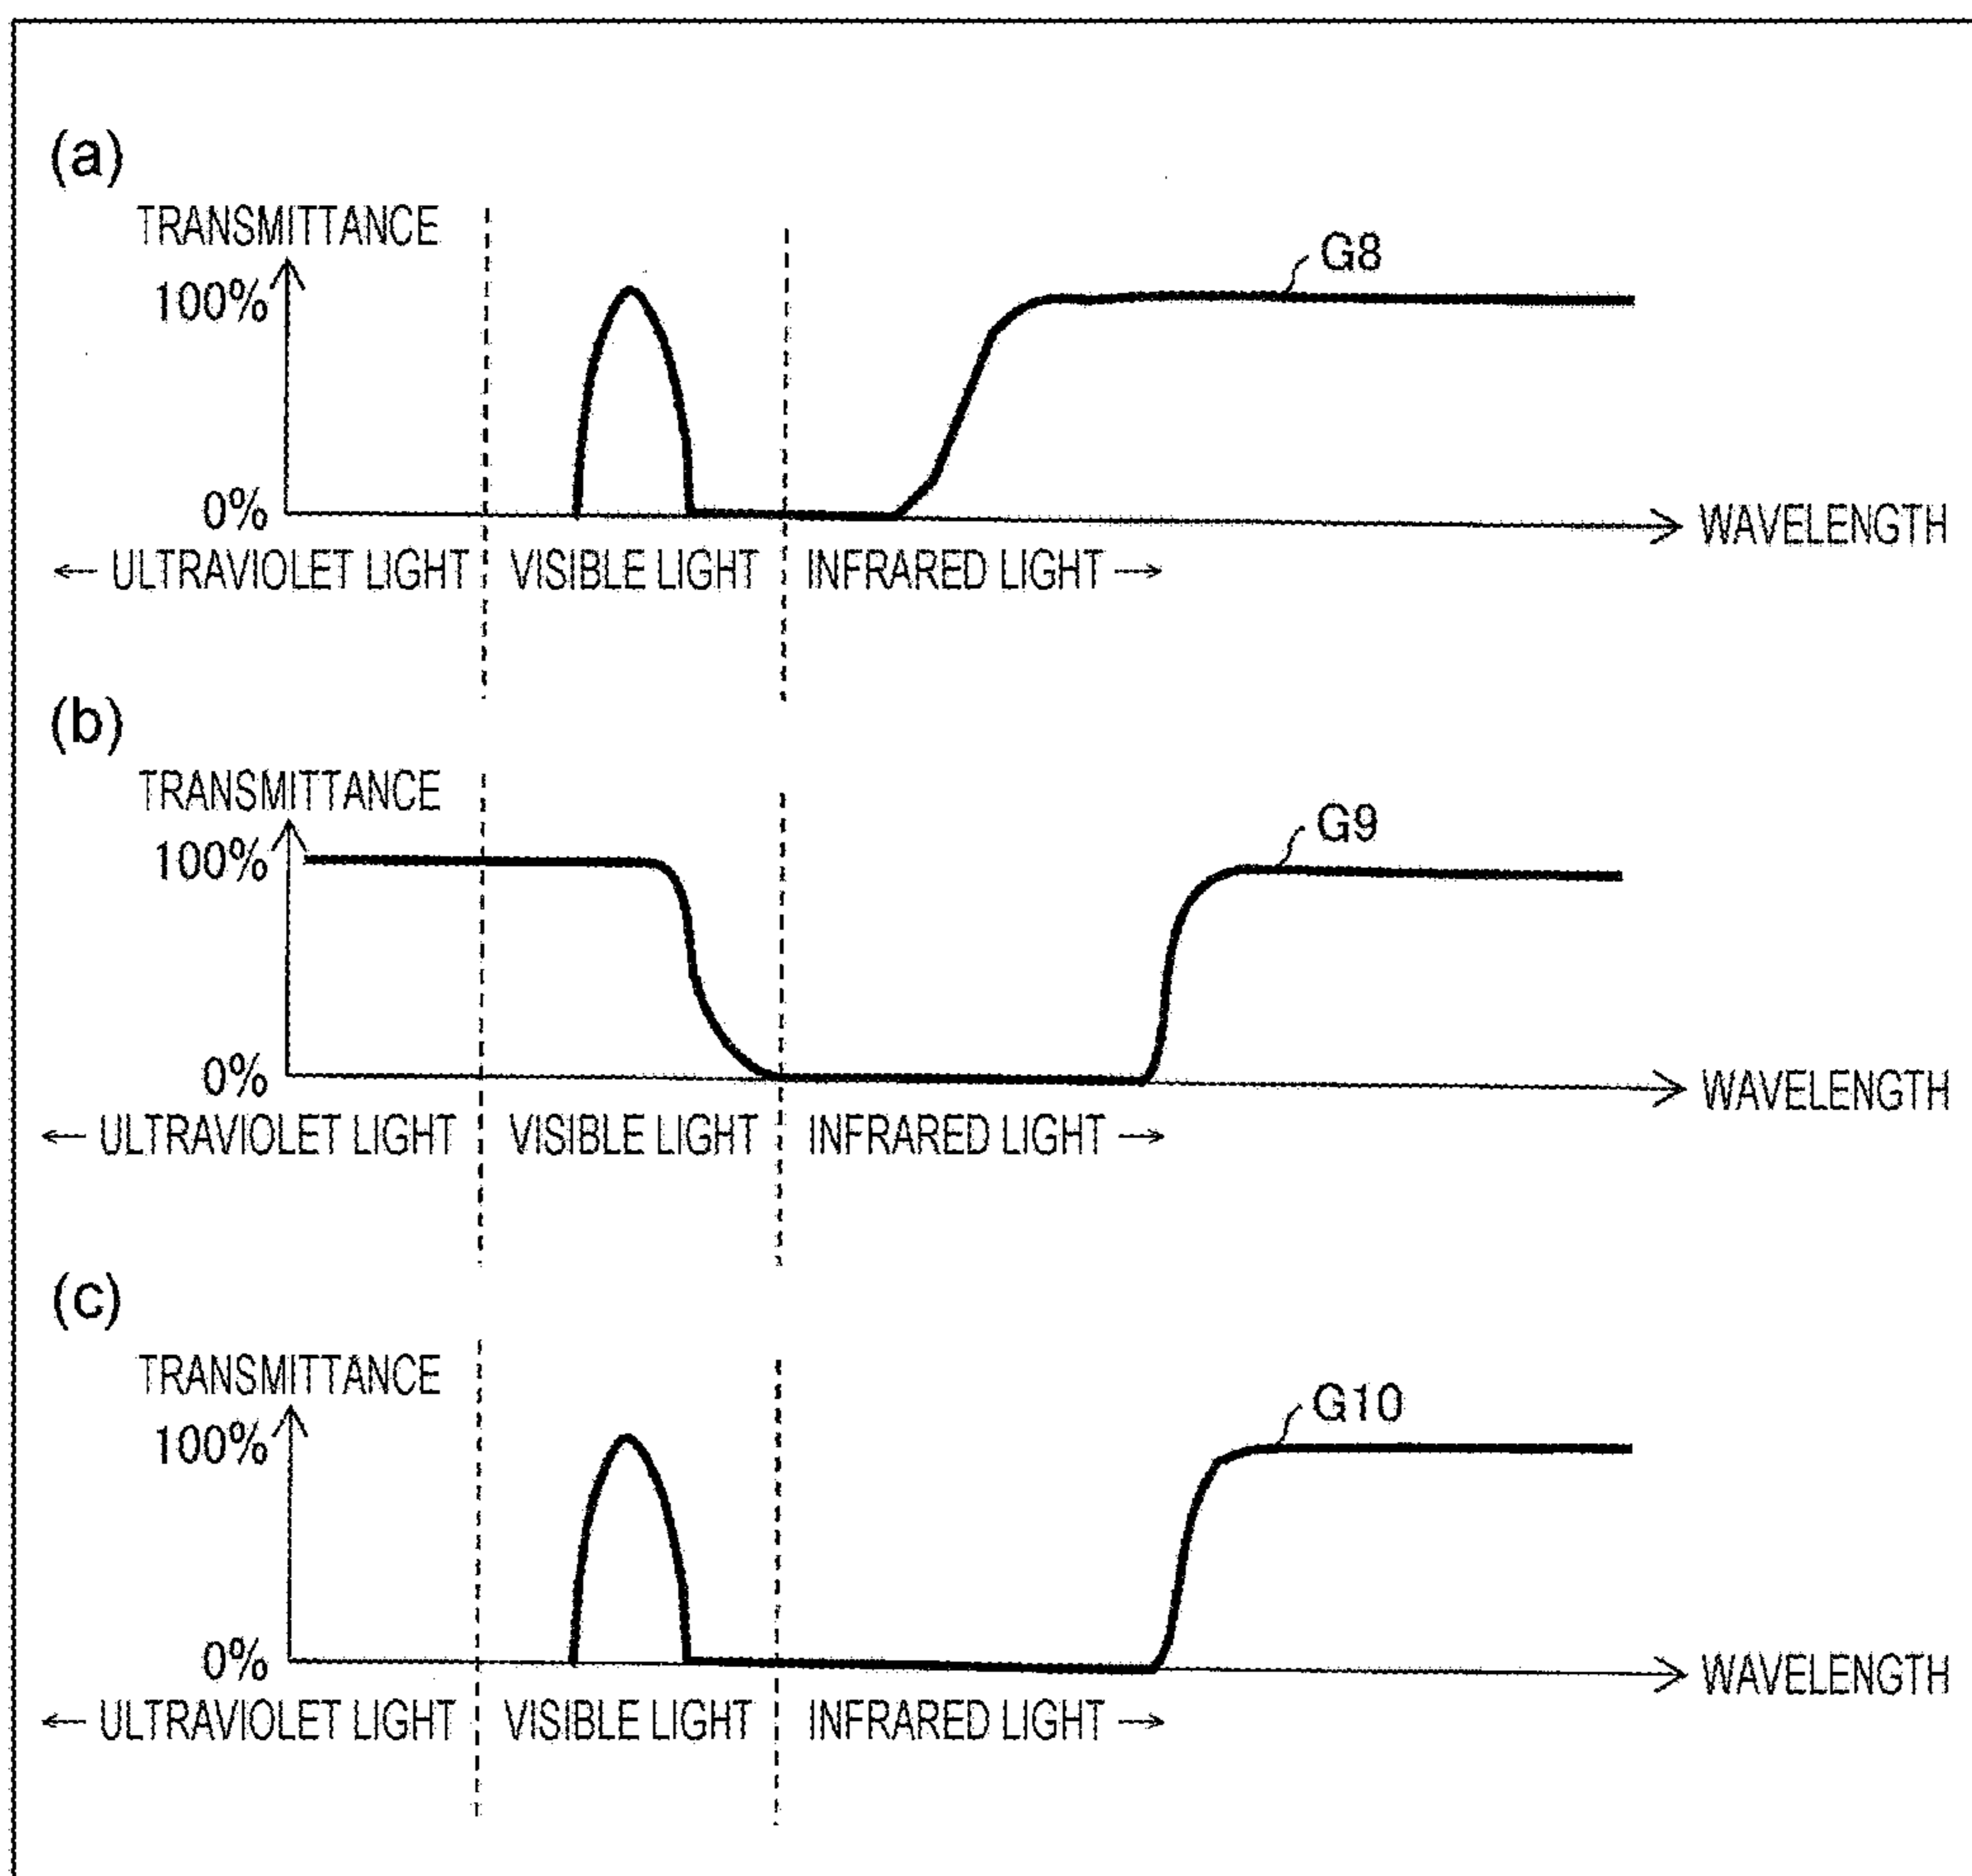 (a)
TRANSMITTANCE
100%
G8
0%
WAVELENGTH
← ULTRAVIOLET LIGHT VISIBLE LIGHT INFRARED LIGHT →
(b)
TRANSMITTANCE
100%
G9
0%
WAVELENGTH
← ULTRAVIOLET LIGHT VISIBLE LIGHT INFRARED LIGHT →
(c)
TRANSMITTANCE
100%
G10
0%
WAVELENGTH
← ULTRAVIOLET LIGHT VISIBLE LIGHT INFRARED LIGHT →